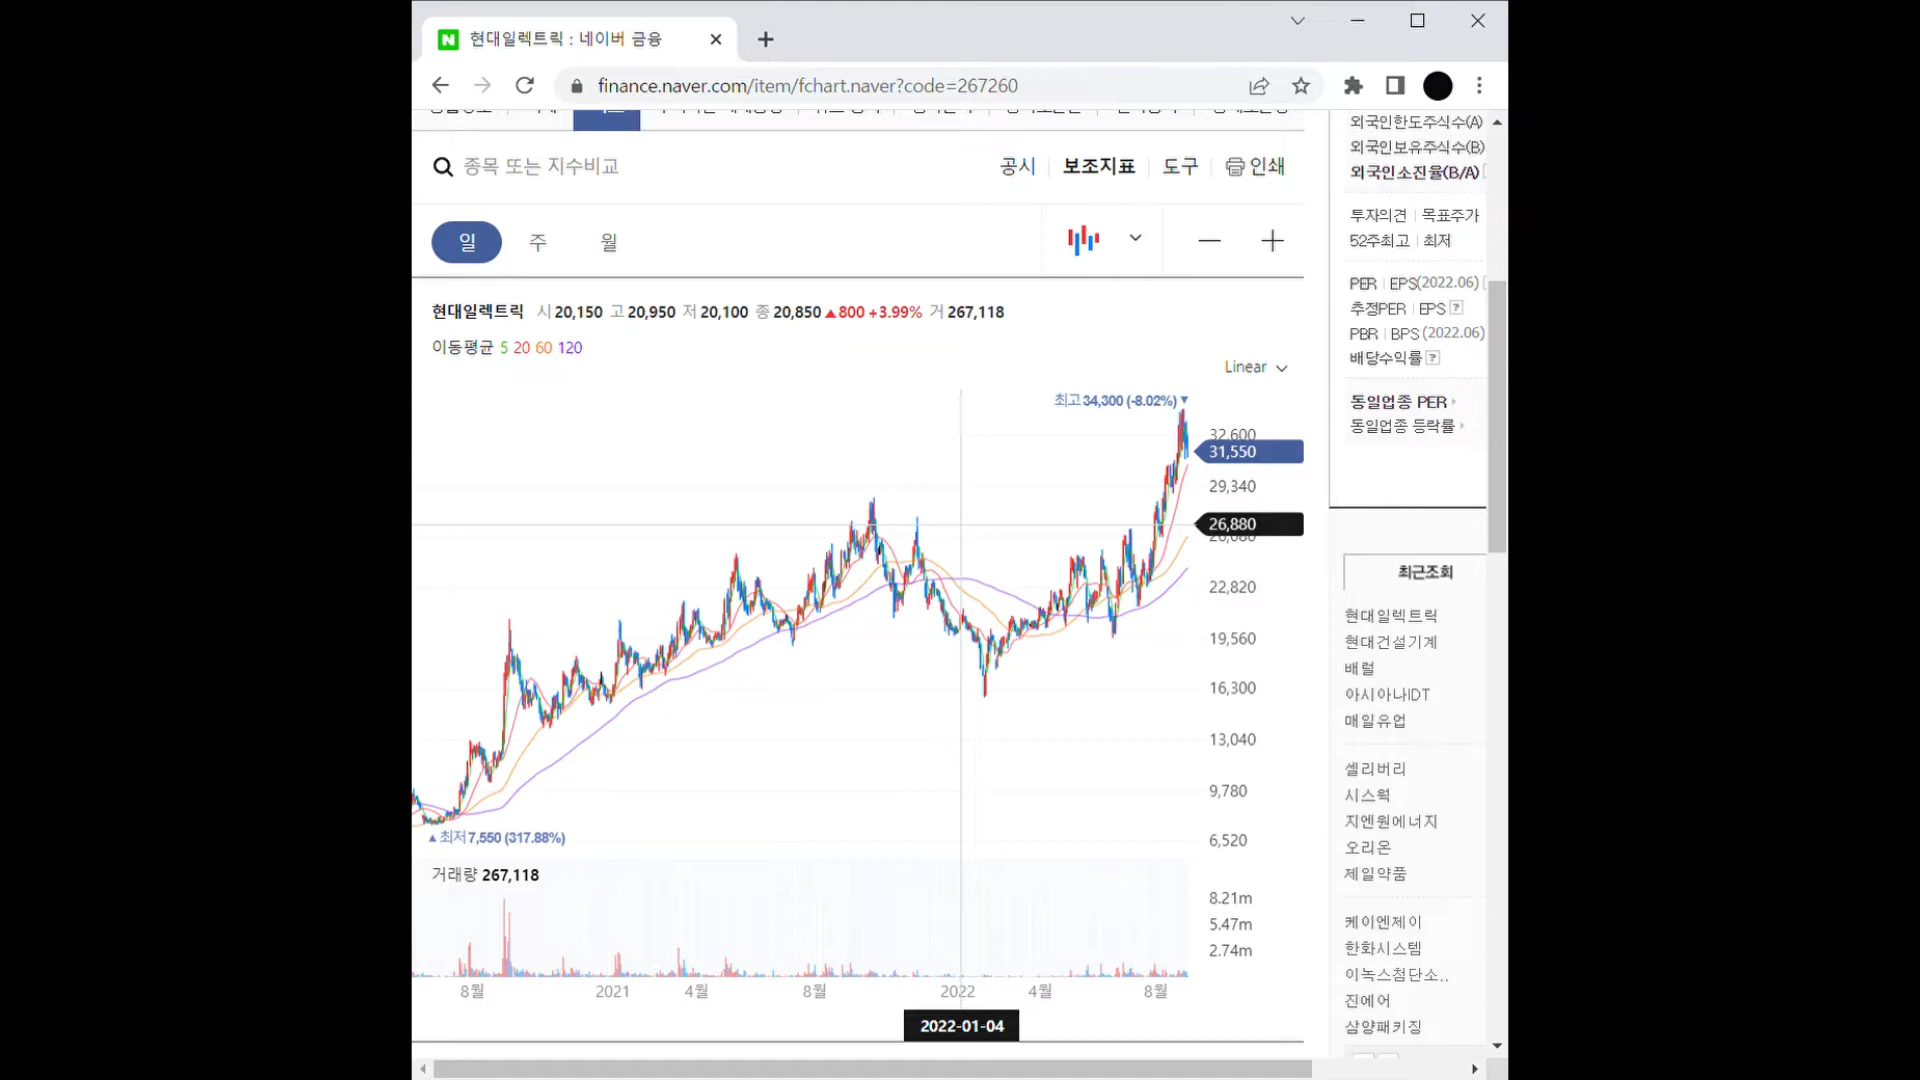 현대일렉트릭 : 네이버 금융
finance.naver.com/item/fchart.naver?code=267260
종목 또는 지수비교
공시 보조지표 도구 인쇄
일 주 월
현대일렉트릭 시 20,150 고 20,950 저 20,100 종 20,850 ▲800 +3.99% 거 267,118
이동평균 5 20 60 120
Linear
최고 34,300 (-8.02%) ▼
32,600
31,550
29,340
26,880
22,820
19,560
16,300
13,040
9,780
6,520
▲ 최저 7,550 (317.88%)
거래량 267,118
8.21m
5.47m
2.74m
8월 2021 4월 8월 2022 4월 8월
2022-01-04
외국인한도주식수(A)
외국인보유주식수(B)
외국인소진율(B/A)
투자의견 | 목표주가
52주최고 | 최저
PER | EPS(2022.06)
추정PER | EPS ?
PBR | BPS (2022.06)
배당수익률 ?
동일업종 PER
동일업종 등락률
최근조회
현대일렉트릭
현대건설기계
배럴
아시아나IDT
매일유업
셀리버리
시스웍
지엔원에너지
오리온
제일약품
케이엔제이
한화시스템
이녹스첨단소..
진에어
삼양패키징